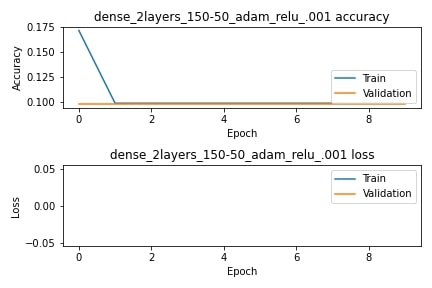 dense_2layers_150-50_adam_relu_.001 accuracy
0.175
0.150
0.125
0.100
Accuracy
Train
Validation
0 2 4 6 8
Epoch
dense_2layers_150-50_adam_relu_.001 loss
0.05
0.00
−0.05
Loss
Train
Validation
0 2 4 6 8
Epoch